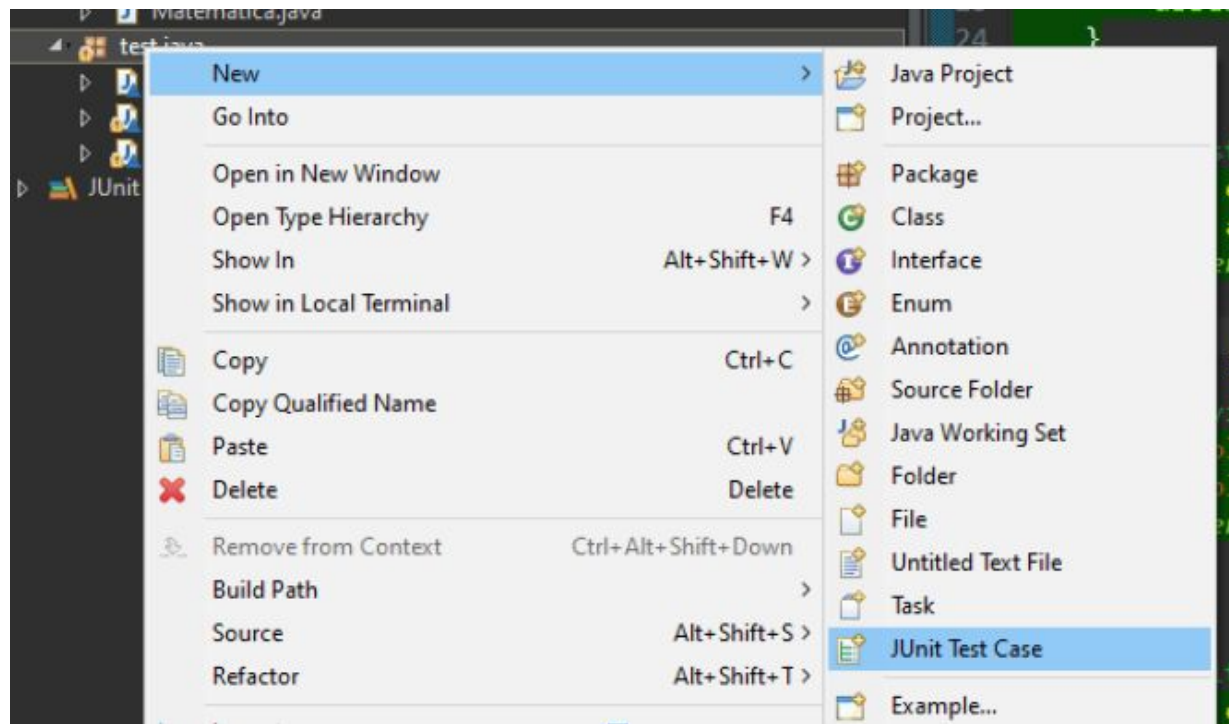 Matematica.java
test.java
24 }
JUnit
New
Go Into
Open in New Window
Open Type Hierarchy F4
Show In Alt+Shift+W
Show in Local Terminal
Copy Ctrl+C
Copy Qualified Name
Paste Ctrl+V
Delete Delete
Remove from Context Ctrl+Alt+Shift+Down
Build Path
Source Alt+Shift+S
Refactor Alt+Shift+T
Java Project
Project...
Package
Class
Interface
Enum
Annotation
Source Folder
Java Working Set
Folder
File
Untitled Text File
Task
JUnit Test Case
Example...